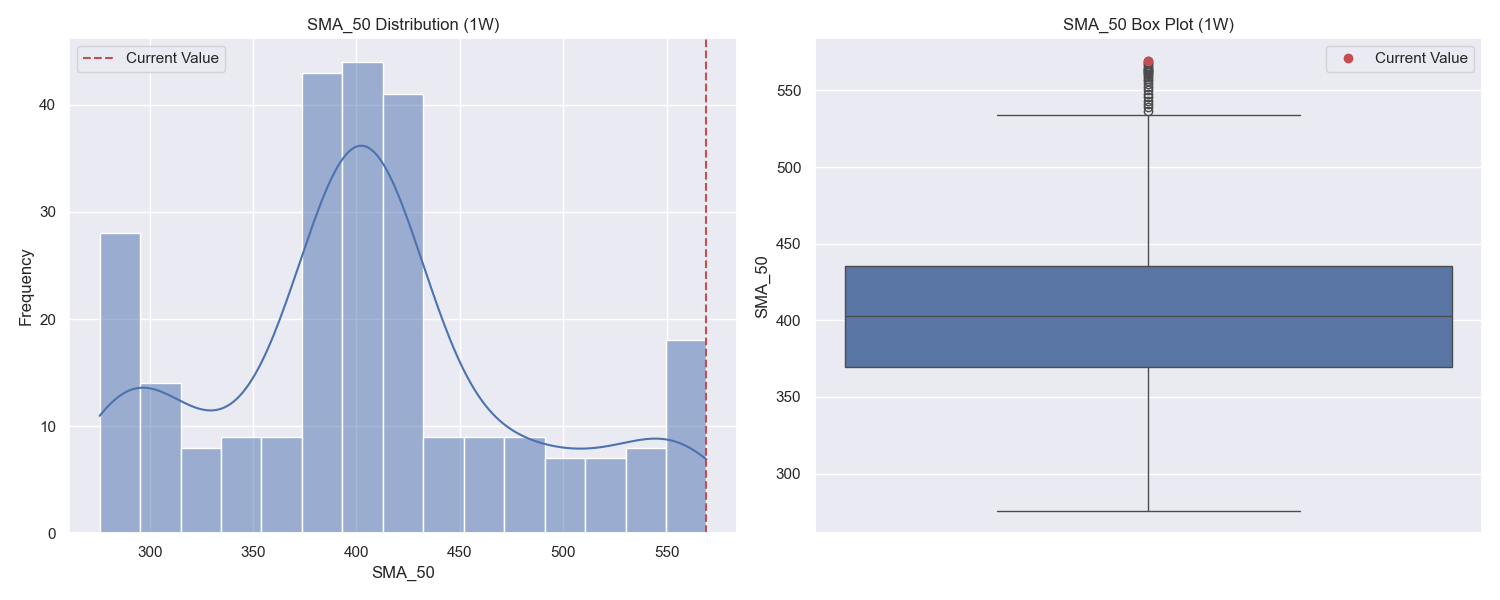 SMA_50 Distribution (1W)
Current Value
Frequency
40
30
20
10
0
300
350
400
450
500
550
SMA_50
SMA_50 Box Plot (1W)
Current Value
SMA_50
550
500
450
400
350
300